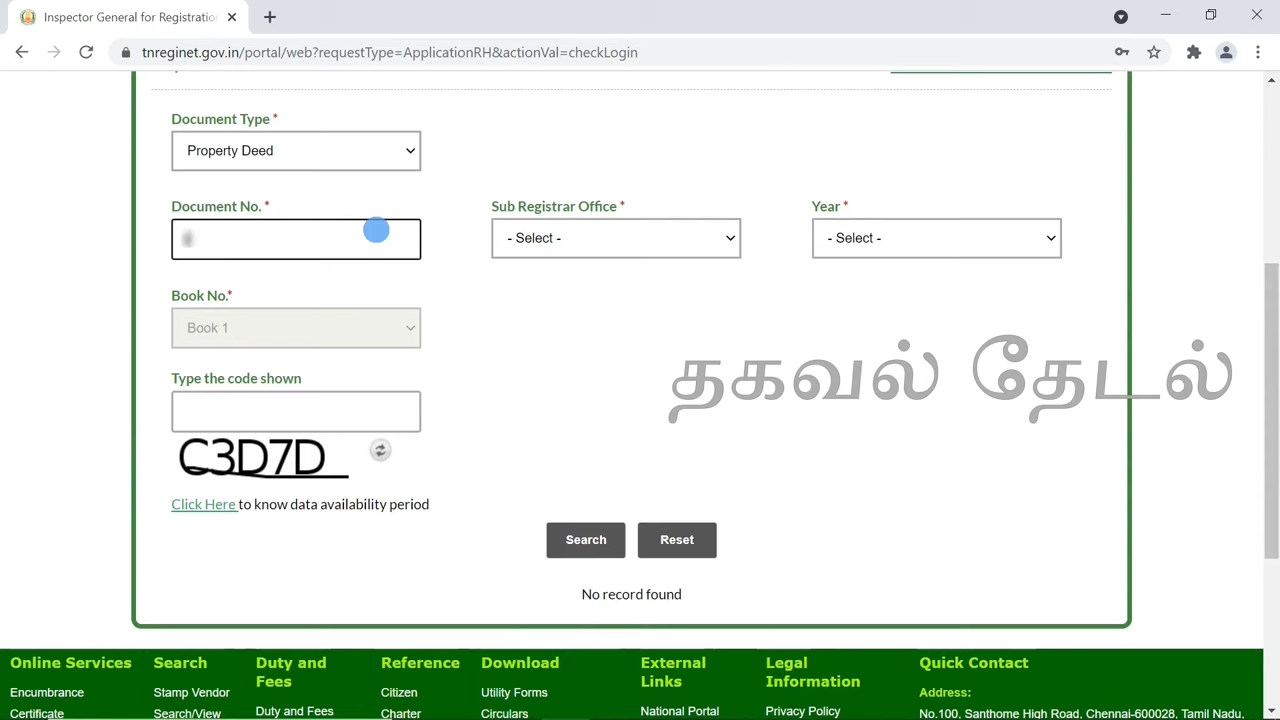 Inspector General for Registratio
tnreginet.gov.in/portal/web?requestType=ApplicationRH&actionVal=checkLogin
Document Type *
Property Deed
Document No. *
Sub Registrar Office *
Year *
- Select -
- Select -
Book No.*
Book 1
தகவல் தேடல்
Type the code shown
C3D7D
Click Here to know data availability period
Search
Reset
No record found
Online Services
Search
Duty and
Fees
Reference
Download
External
Links
Legal
Information
Quick Contact
Encumbrance
Certificate
Stamp Vendor
Search/View
Duty and Fees
Citizen
Charter
Utility Forms
Circulars
National Portal
Privacy Policy
Address:
No.100, Santhome High Road, Chennai-600028, Tamil Nadu,